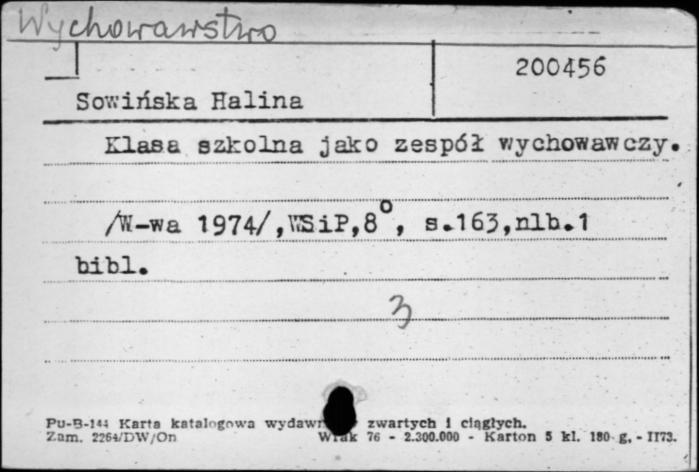 Wychowawstwo
200456
Sowińska Halina
Klasa szkolna jako zespół wychowawczy.
/W-wa 1974/,WSiP,8°, s.163,nlb.1
bibl.
3
Pu-B-144 Karta katalogowa wydawn zwartych i ciągłych.
Zam. 2264/DW/On Wrak 76 - 2.300.000 - Karton 5 kl. 180 g. - II73.